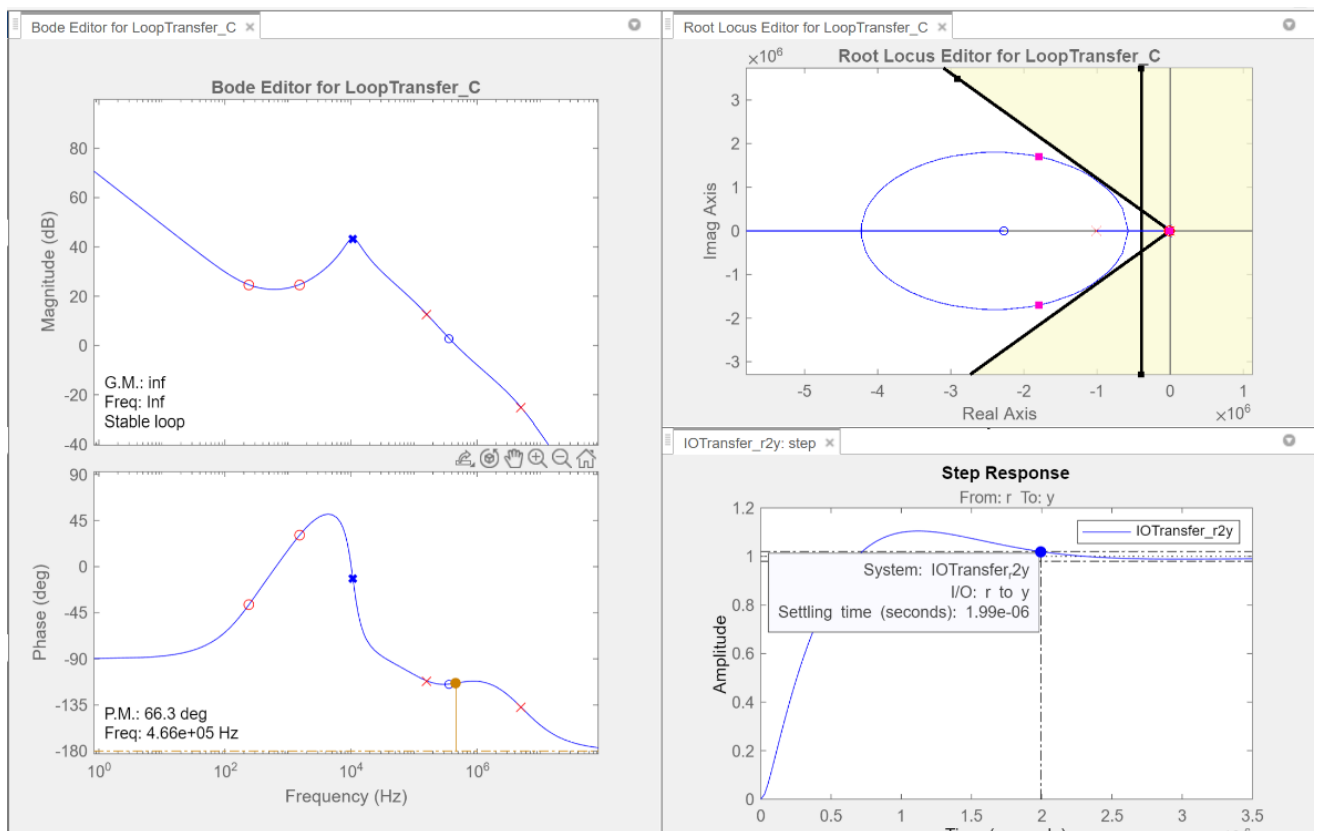 Bode Editor for LoopTransfer_C ×
Bode Editor for LoopTransfer_C
Magnitude (dB)
80
60
40
20
0
-20
-40
G.M.: inf
Freq: Inf
Stable loop
Phase (deg)
90
45
0
-45
-90
-135
-180
P.M.: 66.3 deg
Freq: 4.66e+05 Hz
10^0 10^2 10^4 10^6
Frequency (Hz)
Root Locus Editor for LoopTransfer_C ×
×10^6
Root Locus Editor for LoopTransfer_C
Imag Axis
3
2
1
0
-1
-2
-3
-5 -4 -3 -2 -1 0 1
Real Axis
×10^6
IOTransfer_r2y: step ×
Step Response
From: r To: y
Amplitude
1.2
1
0.8
0.6
0.4
0.2
0
IOTransfer_r2y
System: IOTransfer_r2y
I/O: r to y
Settling time (seconds): 1.99e-06
0 0.5 1 1.5 2 2.5 3 3.5